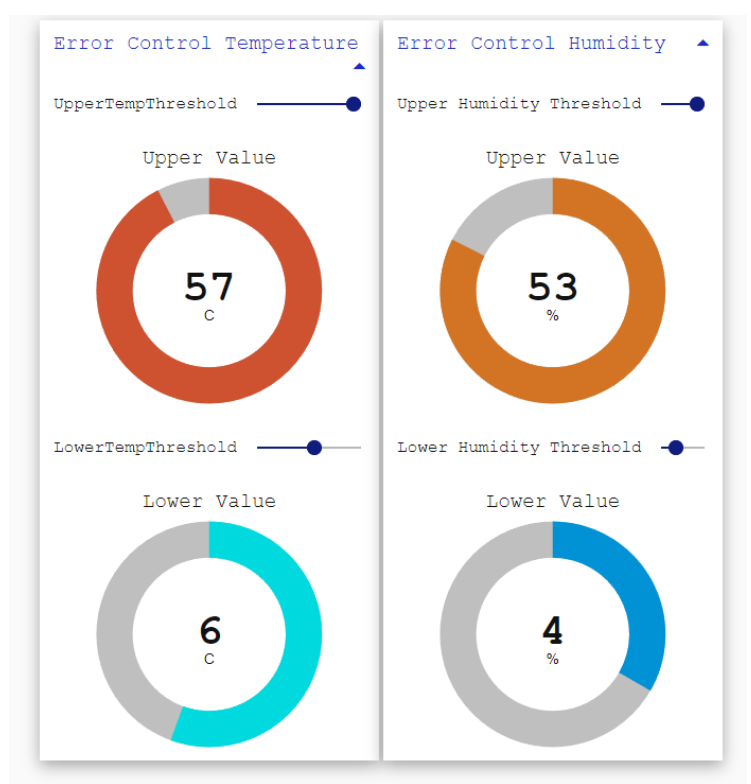 Error Control Temperature
UpperTempThreshold
Upper Value
57
C
LowerTempThreshold
Lower Value
6
C
Error Control Humidity
Upper Humidity Threshold
Upper Value
53
%
Lower Humidity Threshold
Lower Value
4
%